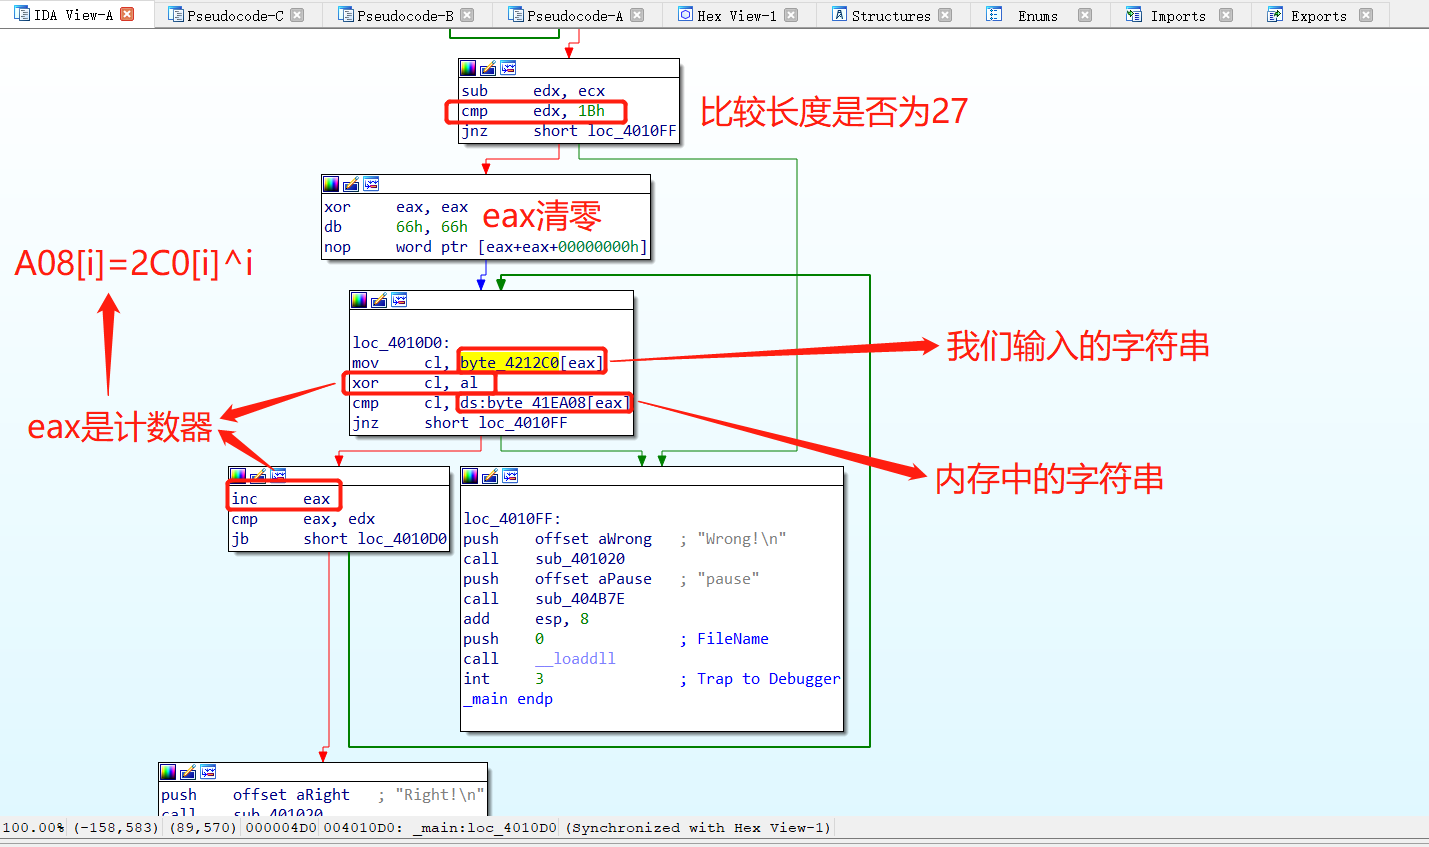 IDA View-A
Pseudocode-C
Pseudocode-B
Pseudocode-A
Hex View-1
Structures
Enums
Imports
Exports
sub edx, ecx
cmp edx, 1Bh
jnz short loc_4010FF
比较长度是否为27
xor eax, eax
db 66h, 66h
nop word ptr [eax+eax+00000000h]
eax清零
A08[i]=2C0[i]^i
loc_4010D0:
mov cl, byte_4212C0[eax]
xor cl, al
cmp cl, ds:byte_41EA08[eax]
jnz short loc_4010FF
我们输入的字符串
eax是计数器
内存中的字符串
inc eax
cmp eax, edx
jb short loc_4010D0
loc_4010FF:
push offset aWrong ; "Wrong!\n"
call sub_401020
push offset aPause ; "pause"
call sub_404B7E
add esp, 8
push 0 ; FileName
call __loaddll
int 3 ; Trap to Debugger
_main endp
push offset aRight ; "Right!\n"
call sub_401020
100.00% (-158,583) (89,570) 000004D0 004010D0: _main:loc_4010D0 (Synchronized with Hex View-1)